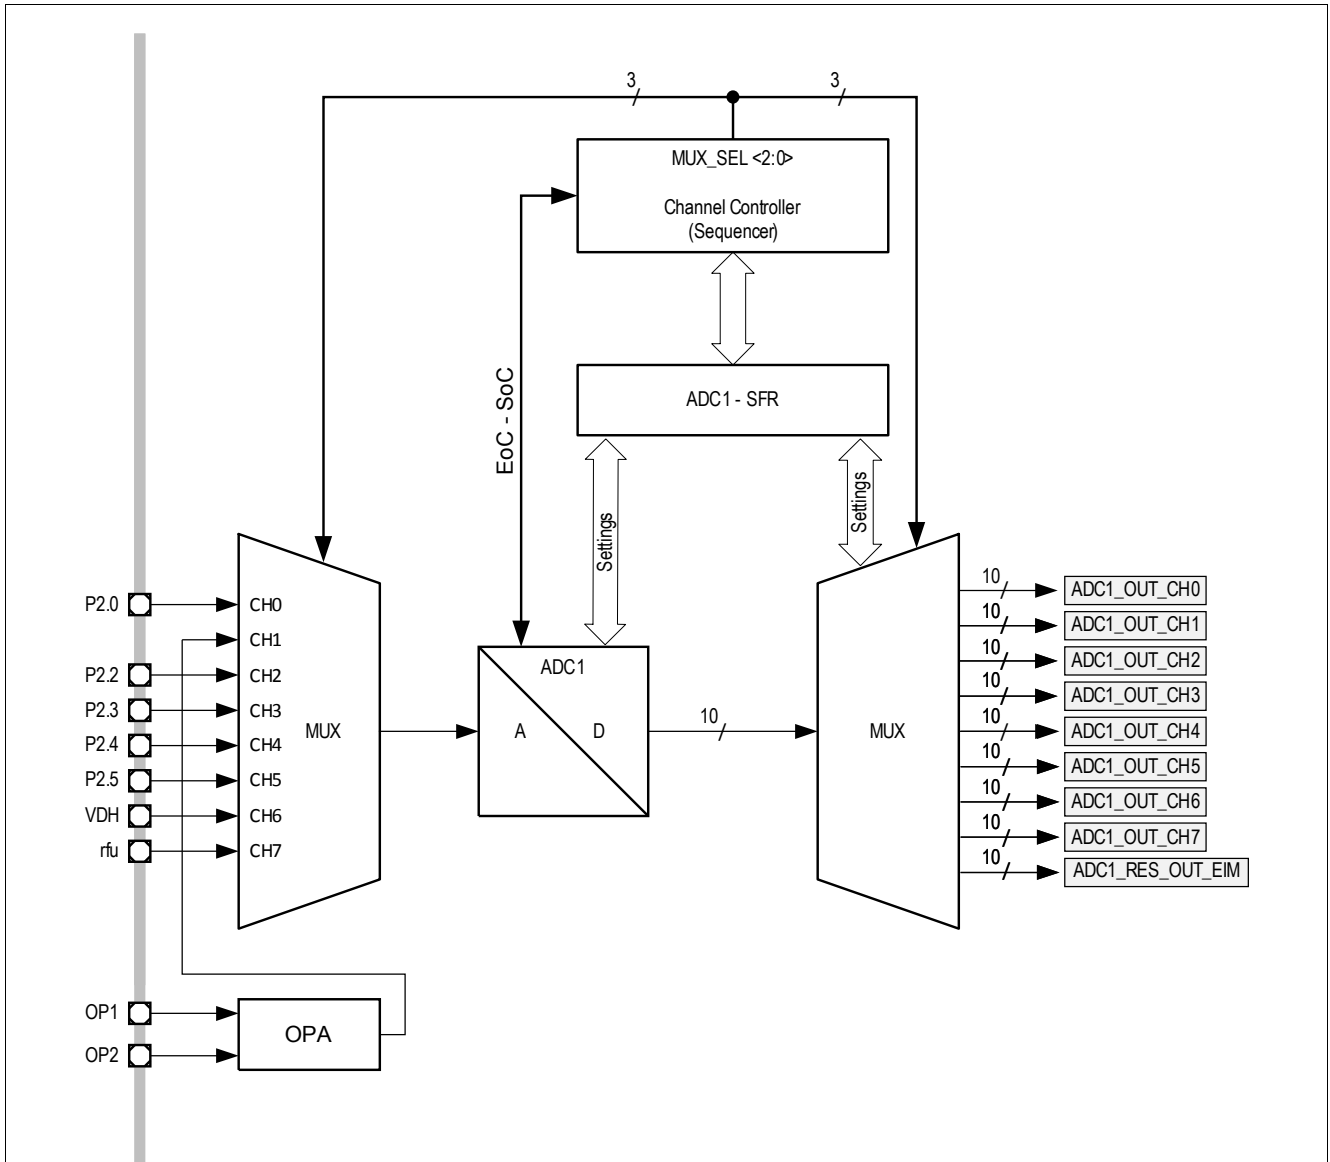 3
3
MUX_SEL <2:0>
Channel Controller
(Sequencer)
EoC - SoC
ADC1 - SFR
Settings
Settings
P2.0
P2.2
P2.3
P2.4
P2.5
VDH
rfu
CH0
CH1
CH2
CH3
CH4
CH5
CH6
CH7
MUX
ADC1
A
D
10
MUX
10
ADC1_OUT_CH0
10
ADC1_OUT_CH1
10
ADC1_OUT_CH2
10
ADC1_OUT_CH3
10
ADC1_OUT_CH4
10
ADC1_OUT_CH5
10
ADC1_OUT_CH6
10
ADC1_OUT_CH7
10
ADC1_RES_OUT_EIM
OP1
OP2
OPA